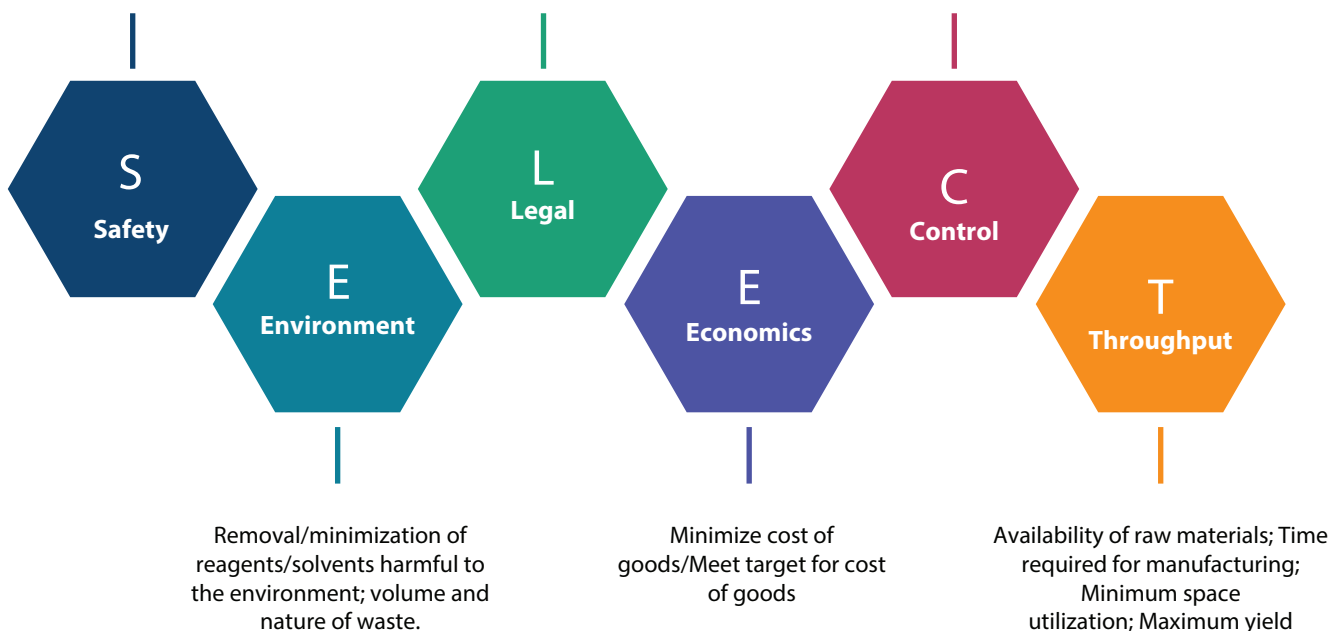 S
Safety
E
Environment
L
Legal
E
Economics
C
Control
T
Throughput
Removal/minimization of
reagents/solvents harmful to
the environment; volume and
nature of waste.
Minimize cost of
goods/Meet target for cost
of goods
Availability of raw materials; Time
required for manufacturing;
Minimum space
utilization; Maximum yield